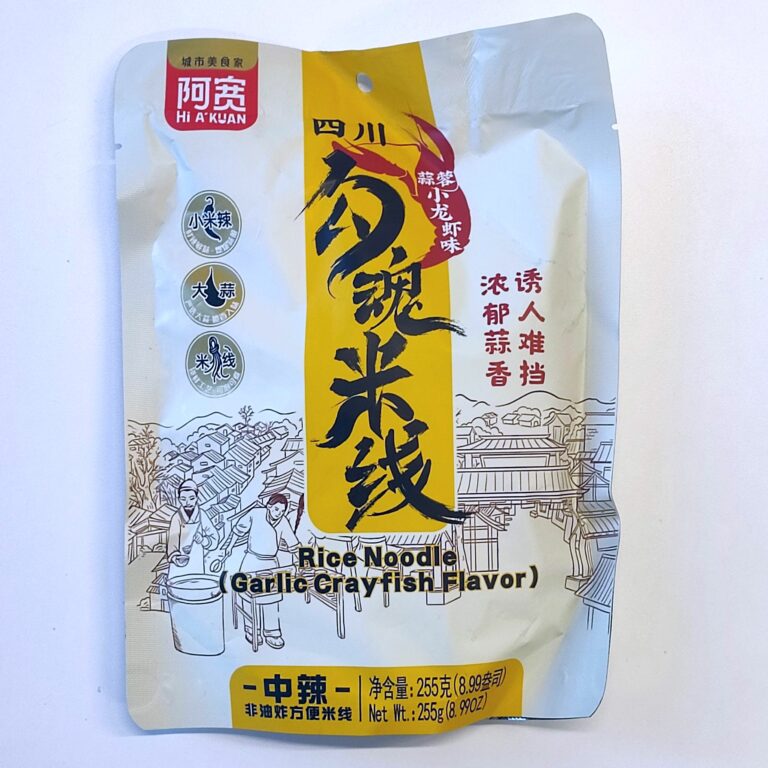 城市美食家
阿宽
Hi A'KUAN
四川
蒜蓉
小龙虾味
勾魂米线
小米辣
大蒜
米线
诱人难挡
浓郁蒜香
Rice Noodle
(Garlic Crayfish Flavor)
中辣
非油炸方便米线
净含量: 255克(8.99盎司)
Net Wt.: 255g(8.99OZ)